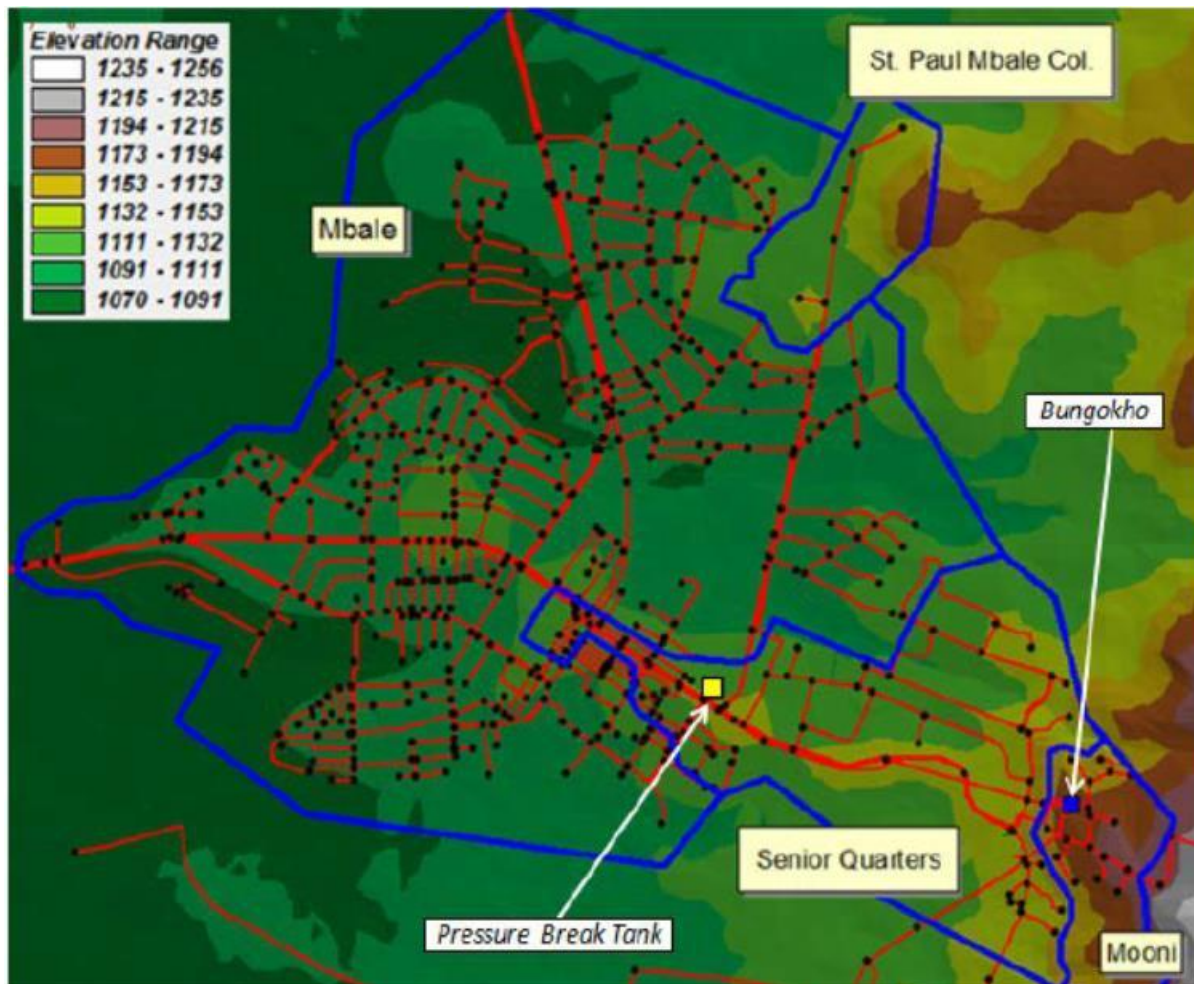 Elevation Range
1235 - 1256
1215 - 1235
1194 - 1215
1173 - 1194
1153 - 1173
1132 - 1153
1111 - 1132
1091 - 1111
1070 - 1091
St. Paul Mbale Col.
Mbale
Bungokho
Senior Quarters
Pressure Break Tank
Mooni